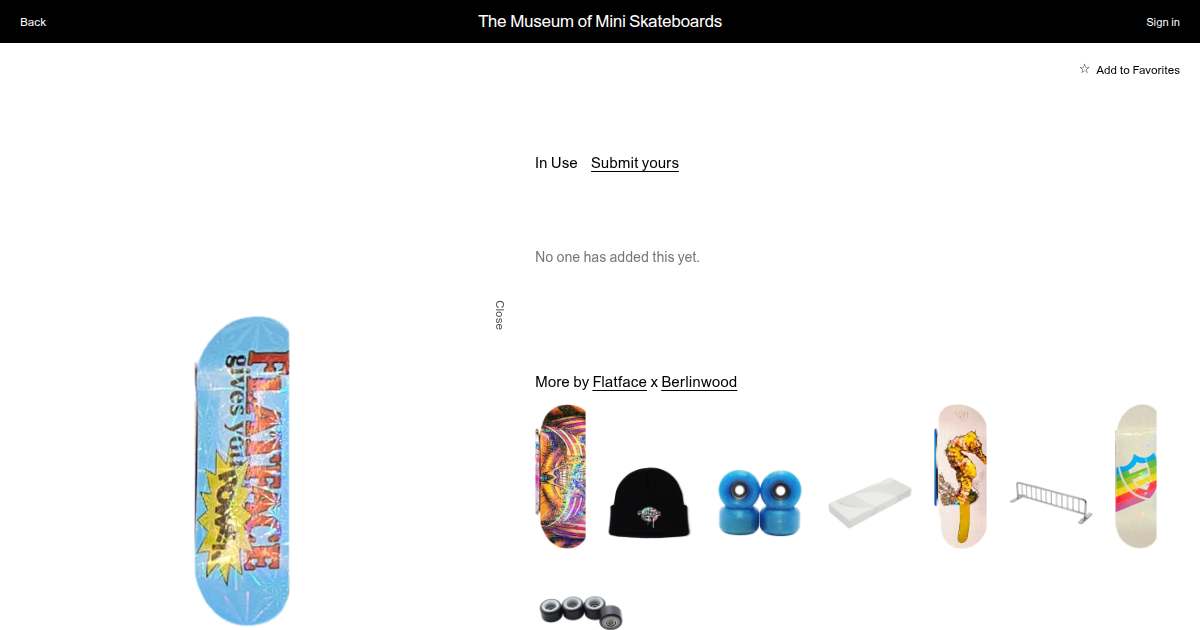 Back
The Museum of Mini Skateboards
Sign in
☆ Add to Favorites
In Use Submit yours
No one has added this yet.
Close
FLATFACE
gives you
POWER
More by Flatface x Berlinwood